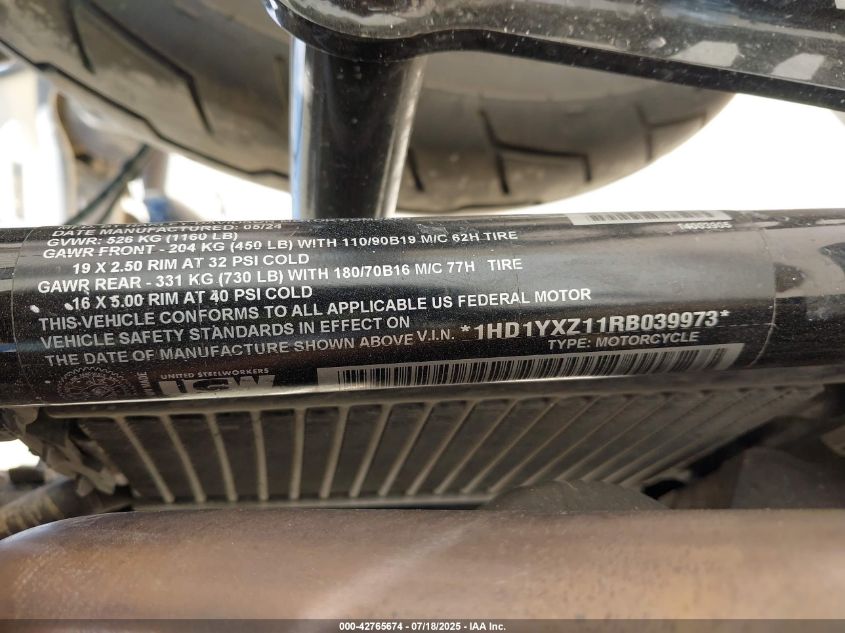 DATE MANUFACTURED: 05/24
GVWR: 526 KG (1160 LB)
GAWR FRONT - 204 KG (450 LB) WITH 110/90B19 M/C 62H TIRE
19 X 2.50 RIM AT 32 PSI COLD
GAWR REAR - 331 KG (730 LB) WITH 180/70B16 M/C 77H TIRE
16 X 5.00 RIM AT 40 PSI COLD
THIS VEHICLE CONFORMS TO ALL APPLICABLE US FEDERAL MOTOR
VEHICLE SAFETY STANDARDS IN EFFECT ON
THE DATE OF MANUFACTURE SHOWN ABOVE V.I.N. *1HD1YXZ11RB039973*
TYPE: MOTORCYCLE
UNITED STEELWORKERS
000-42765674 - 07/18/2025 - IAA Inc.